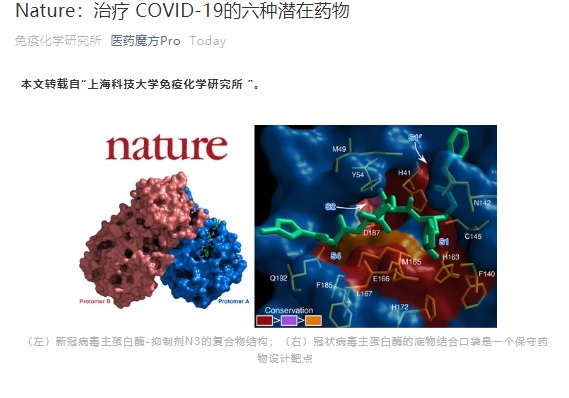 Nature：治疗 COVID-19的六种潜在药物
免疫化学研究所 医药魔方Pro Today
本文转载自“上海科技大学免疫化学研究所 ”。
nature
Protomer B
Protomer A
M49
S1'
Y54
H41
S2
N142
D187
C145
S4
S1
M165
H163
Q192
F185
E166
F140
L167
H172
Conservation
> >
（左）新冠病毒主蛋白酶-抑制剂N3的复合物结构；（右）冠状病毒主蛋白酶的底物结合口袋是一个保守药
物设计靶点